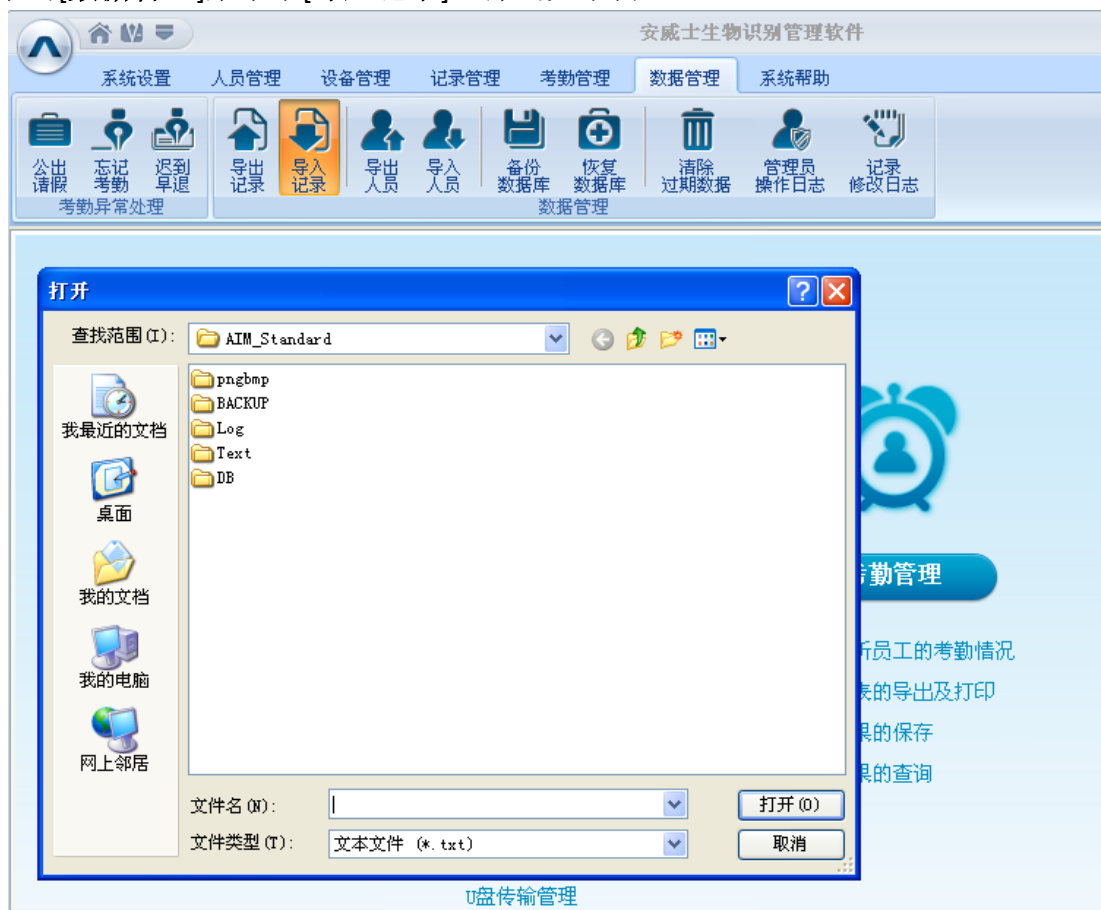 安威士生物识别管理软件
系统设置 人员管理 设备管理 记录管理 考勤管理 数据管理 系统帮助
公出 忘记 迟到 导出 导入 导出 导入 备份 恢复 清除 管理员 记录
请假 考勤 早退 记录 记录 人员 人员 数据库 数据库 过期数据 操作日志 修改日志
考勤异常处理 数据管理
打开
查找范围(I): AIM_Standard
pngbmp
BACKUP
Log
Text
DB
我最近的文档
桌面
我的文档
我的电脑
网上邻居
文件名(N): 打开(O)
文件类型(T): 文本文件 (*.txt) 取消
勤管理
员工的考勤情况
的导出及打印
的保存
的查询
U盘传输管理